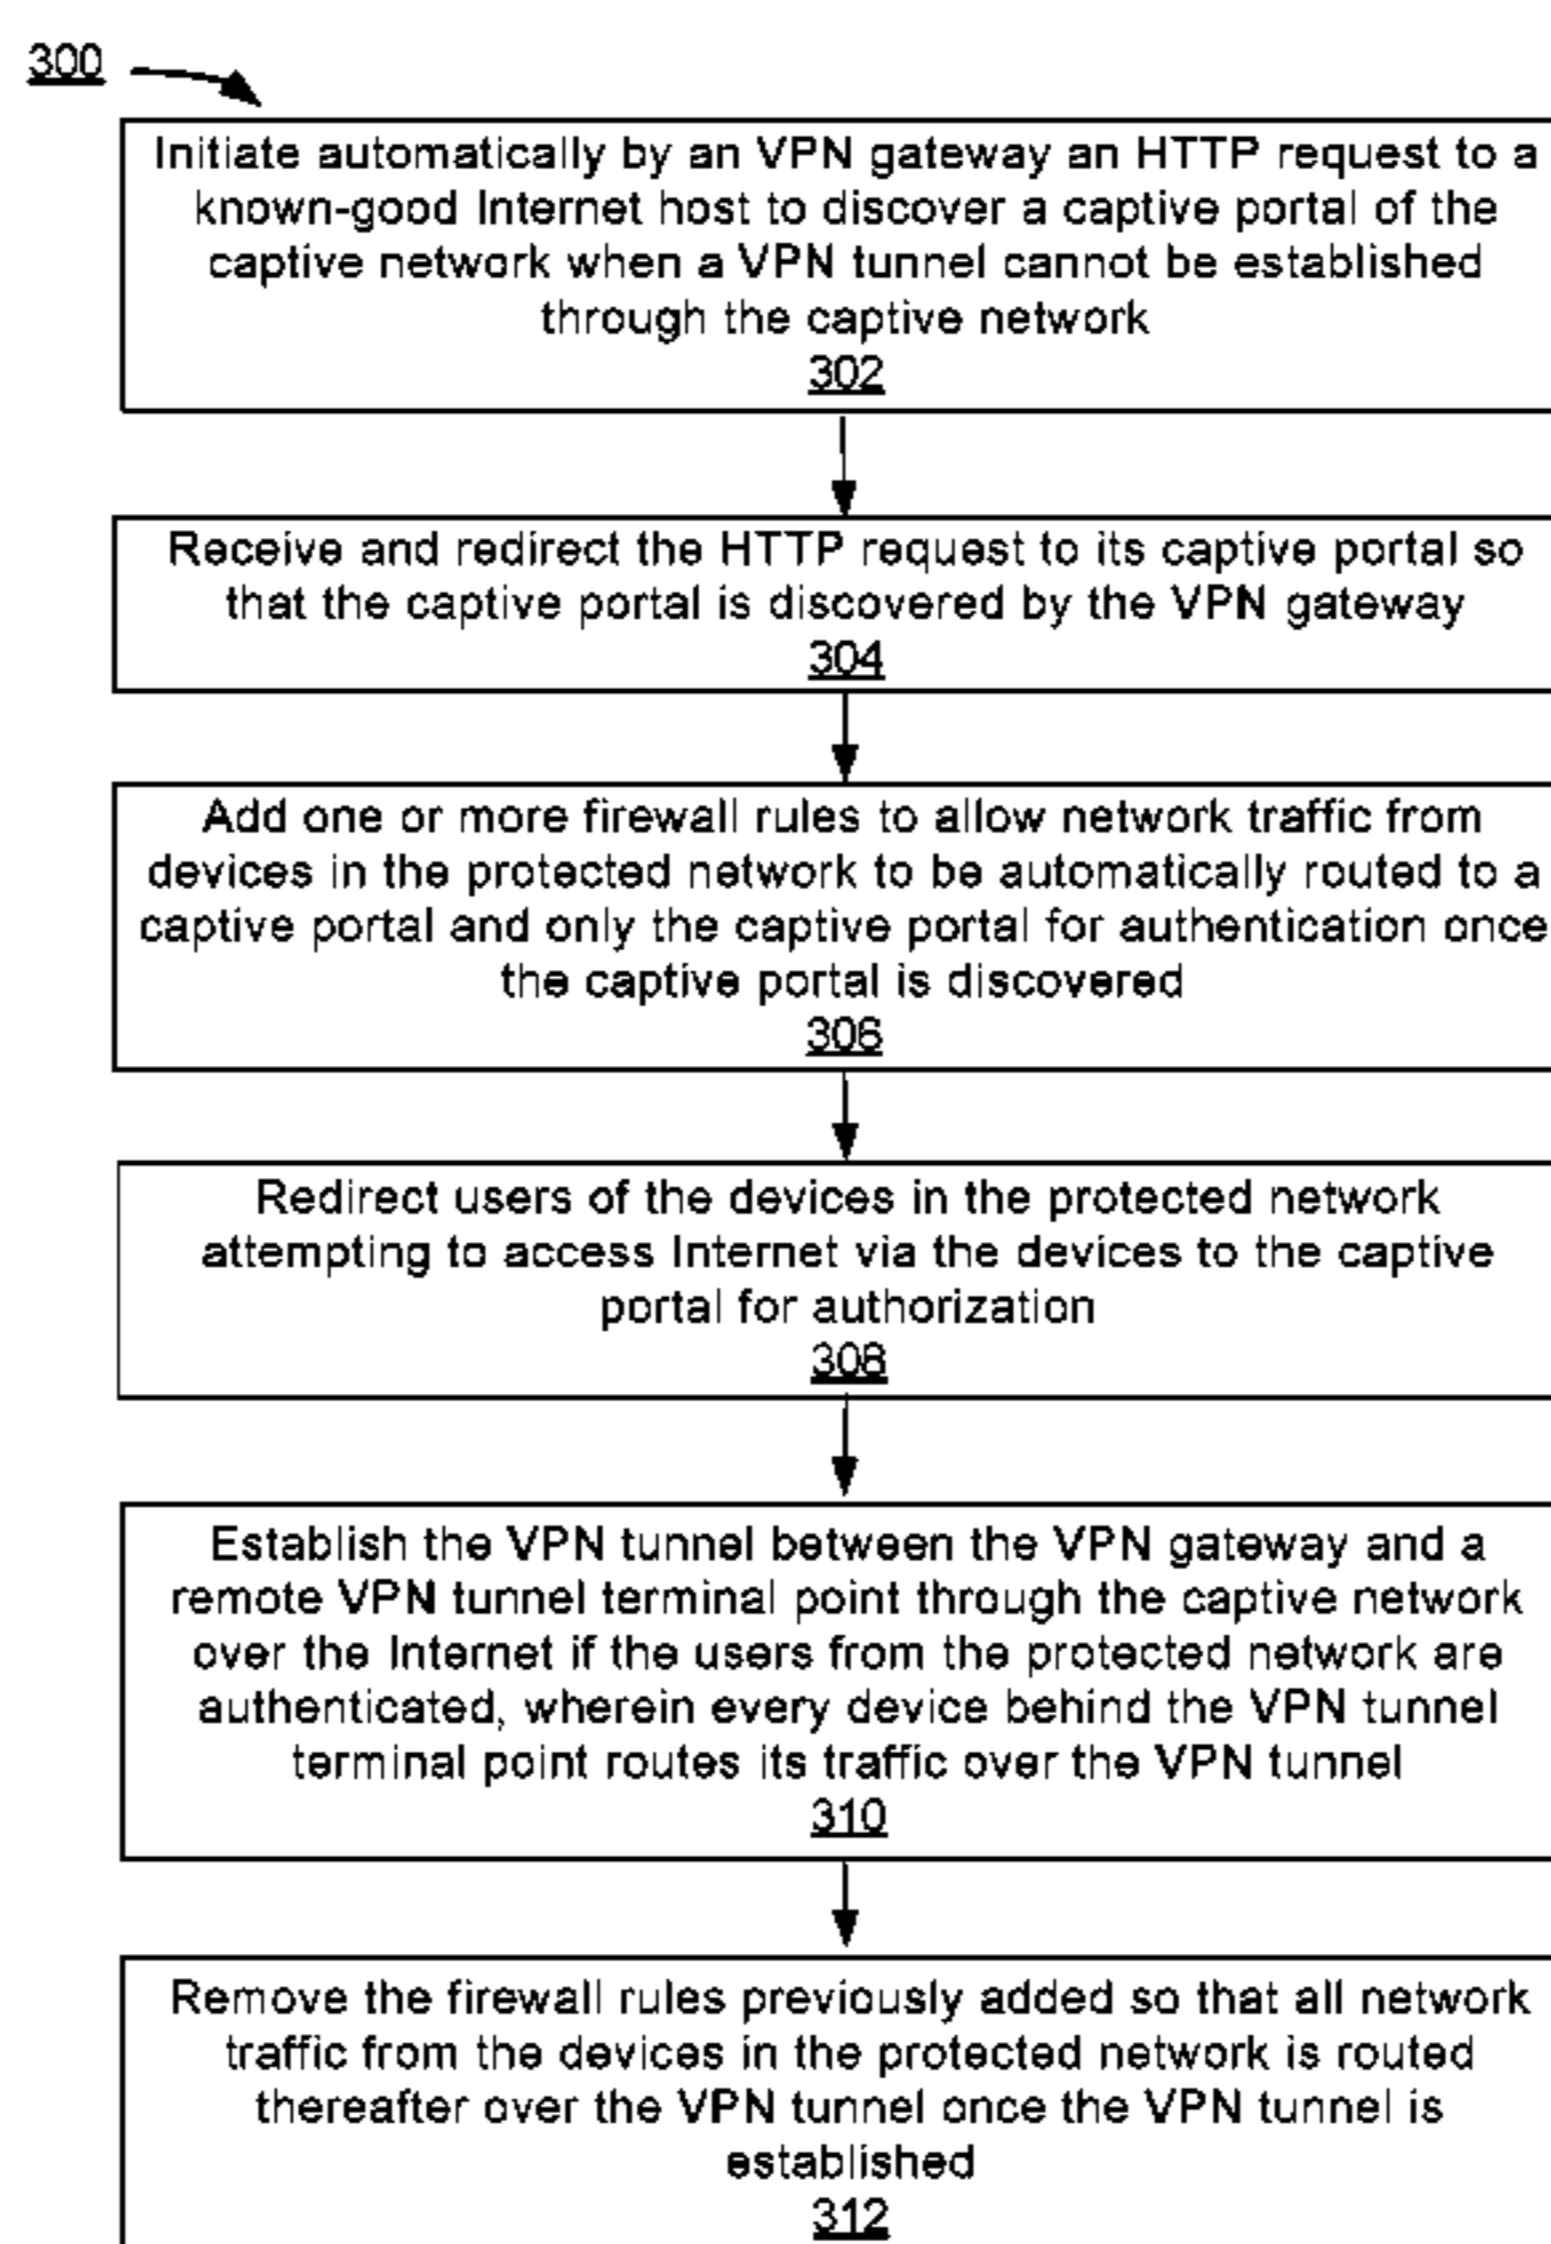 300
Initiate automatically by an VPN gateway an HTTP request to a
known-good Internet host to discover a captive portal of the
captive network when a VPN tunnel cannot be established
through the captive network
302
Receive and redirect the HTTP request to its captive portal so
that the captive portal is discovered by the VPN gateway
304
Add one or more firewall rules to allow network traffic from
devices in the protected network to be automatically routed to a
captive portal and only the captive portal for authentication once
the captive portal is discovered
306
Redirect users of the devices in the protected network
attempting to access Internet via the devices to the captive
portal for authorization
308
Establish the VPN tunnel between the VPN gateway and a
remote VPN tunnel terminal point through the captive network
over the Internet if the users from the protected network are
authenticated, wherein every device behind the VPN tunnel
terminal point routes its traffic over the VPN tunnel
310
Remove the firewall rules previously added so that all network
traffic from the devices in the protected network is routed
thereafter over the VPN tunnel once the VPN tunnel is
established
312